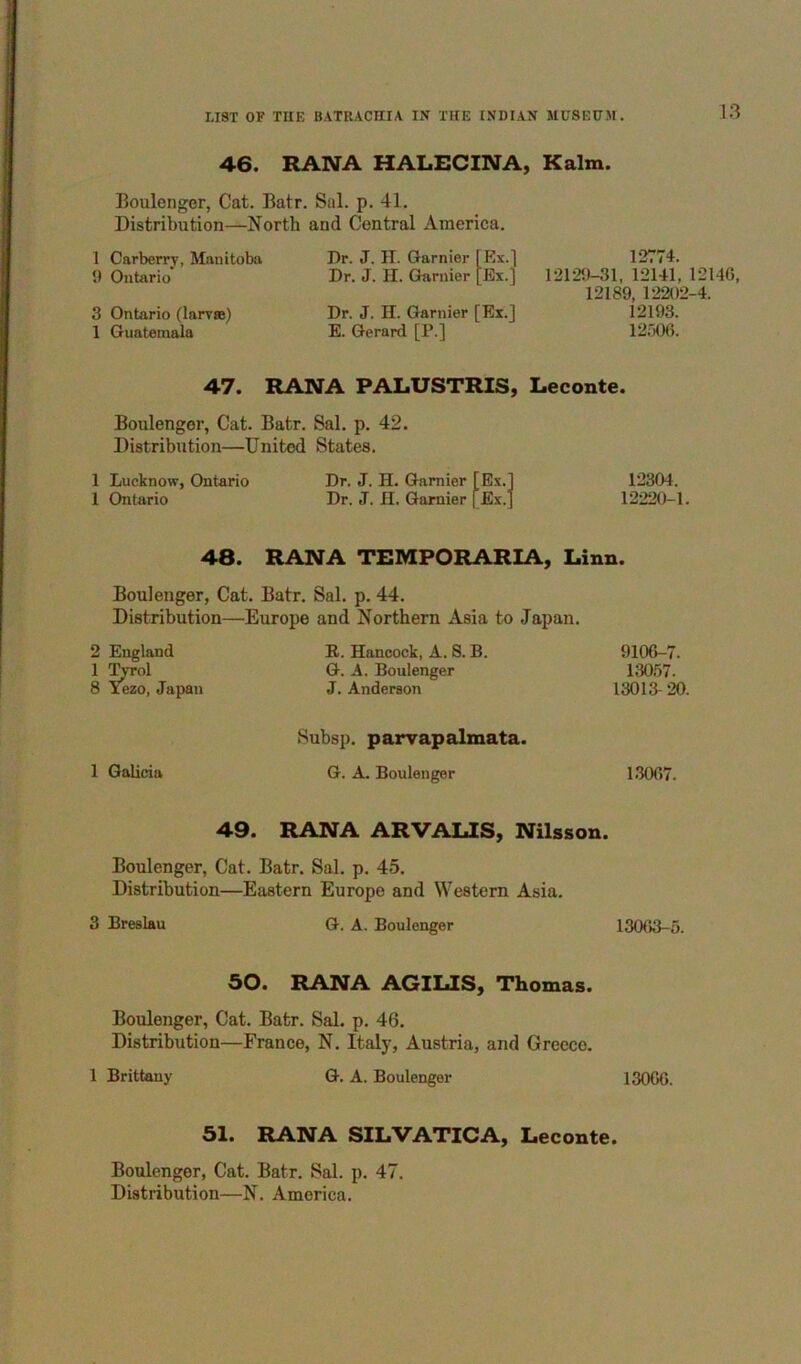 LIST OF THE BATRACHIA IN THE INDIAN MUSEUM. 13
46. RANA HALECINA, Kalm.
Boulenger, Cat. Batr. Sal. p. 41.
Distribution—North and Central America.
1 Carberry, Manitoba Dr. J. H. Garnier [Ex.] 12774.
9 Ontario Dr. J. H. Garnier [Ex.] 12129-31, 12141, 12146,
12189, 12202-4.
3 Ontario (larvæ) Dr. J. H. Garnier [Ex.] 12193.
1 Guatemala E. Gerard [P.] 12506.
47. RANA PALUSTRIS, Leconte.
Boulenger, Cat. Batr. Sal. p. 42.
Distribution—United States.
1 Lucknow, Ontario Dr. J. H. Garnier [Ex.] 12304.
1 Ontario Dr. J. H. Garnier [Ex.] 12220-1.
48. RANA TEMPORARIA, Linn.
Boulenger, Cat. Batr. Sal. p. 44.
Distribution—Europe and Northern Asia to Japan.
2 England R. Hancock, A. S. B. 9106-7.
1 Tyrol G. A. Boulenger 13057.
8 Yezo, Japan J. Anderson 13013-20.
Subsp. parvapalmata.
1 Galicia G. A. Boulenger 13067.
49. RANA ARVALIS, Nilsson.
Boulenger, Cat. Batr. Sal. p. 45.
Distribution—Eastern Europe and Western Asia.
3 Breslau G. A. Boulenger 13063-5.
50. RANA AGILIS, Thomas.
Boulenger, Cat. Batr. Sal. p. 46.
Distribution—France, N. Italy, Austria, and Greece.
1 Brittany G. A. Boulenger 13066.
51. RANA SILVATICA, Leconte.
Boulenger, Cat. Batr. Sal. p. 47.
Distribution—N. America.